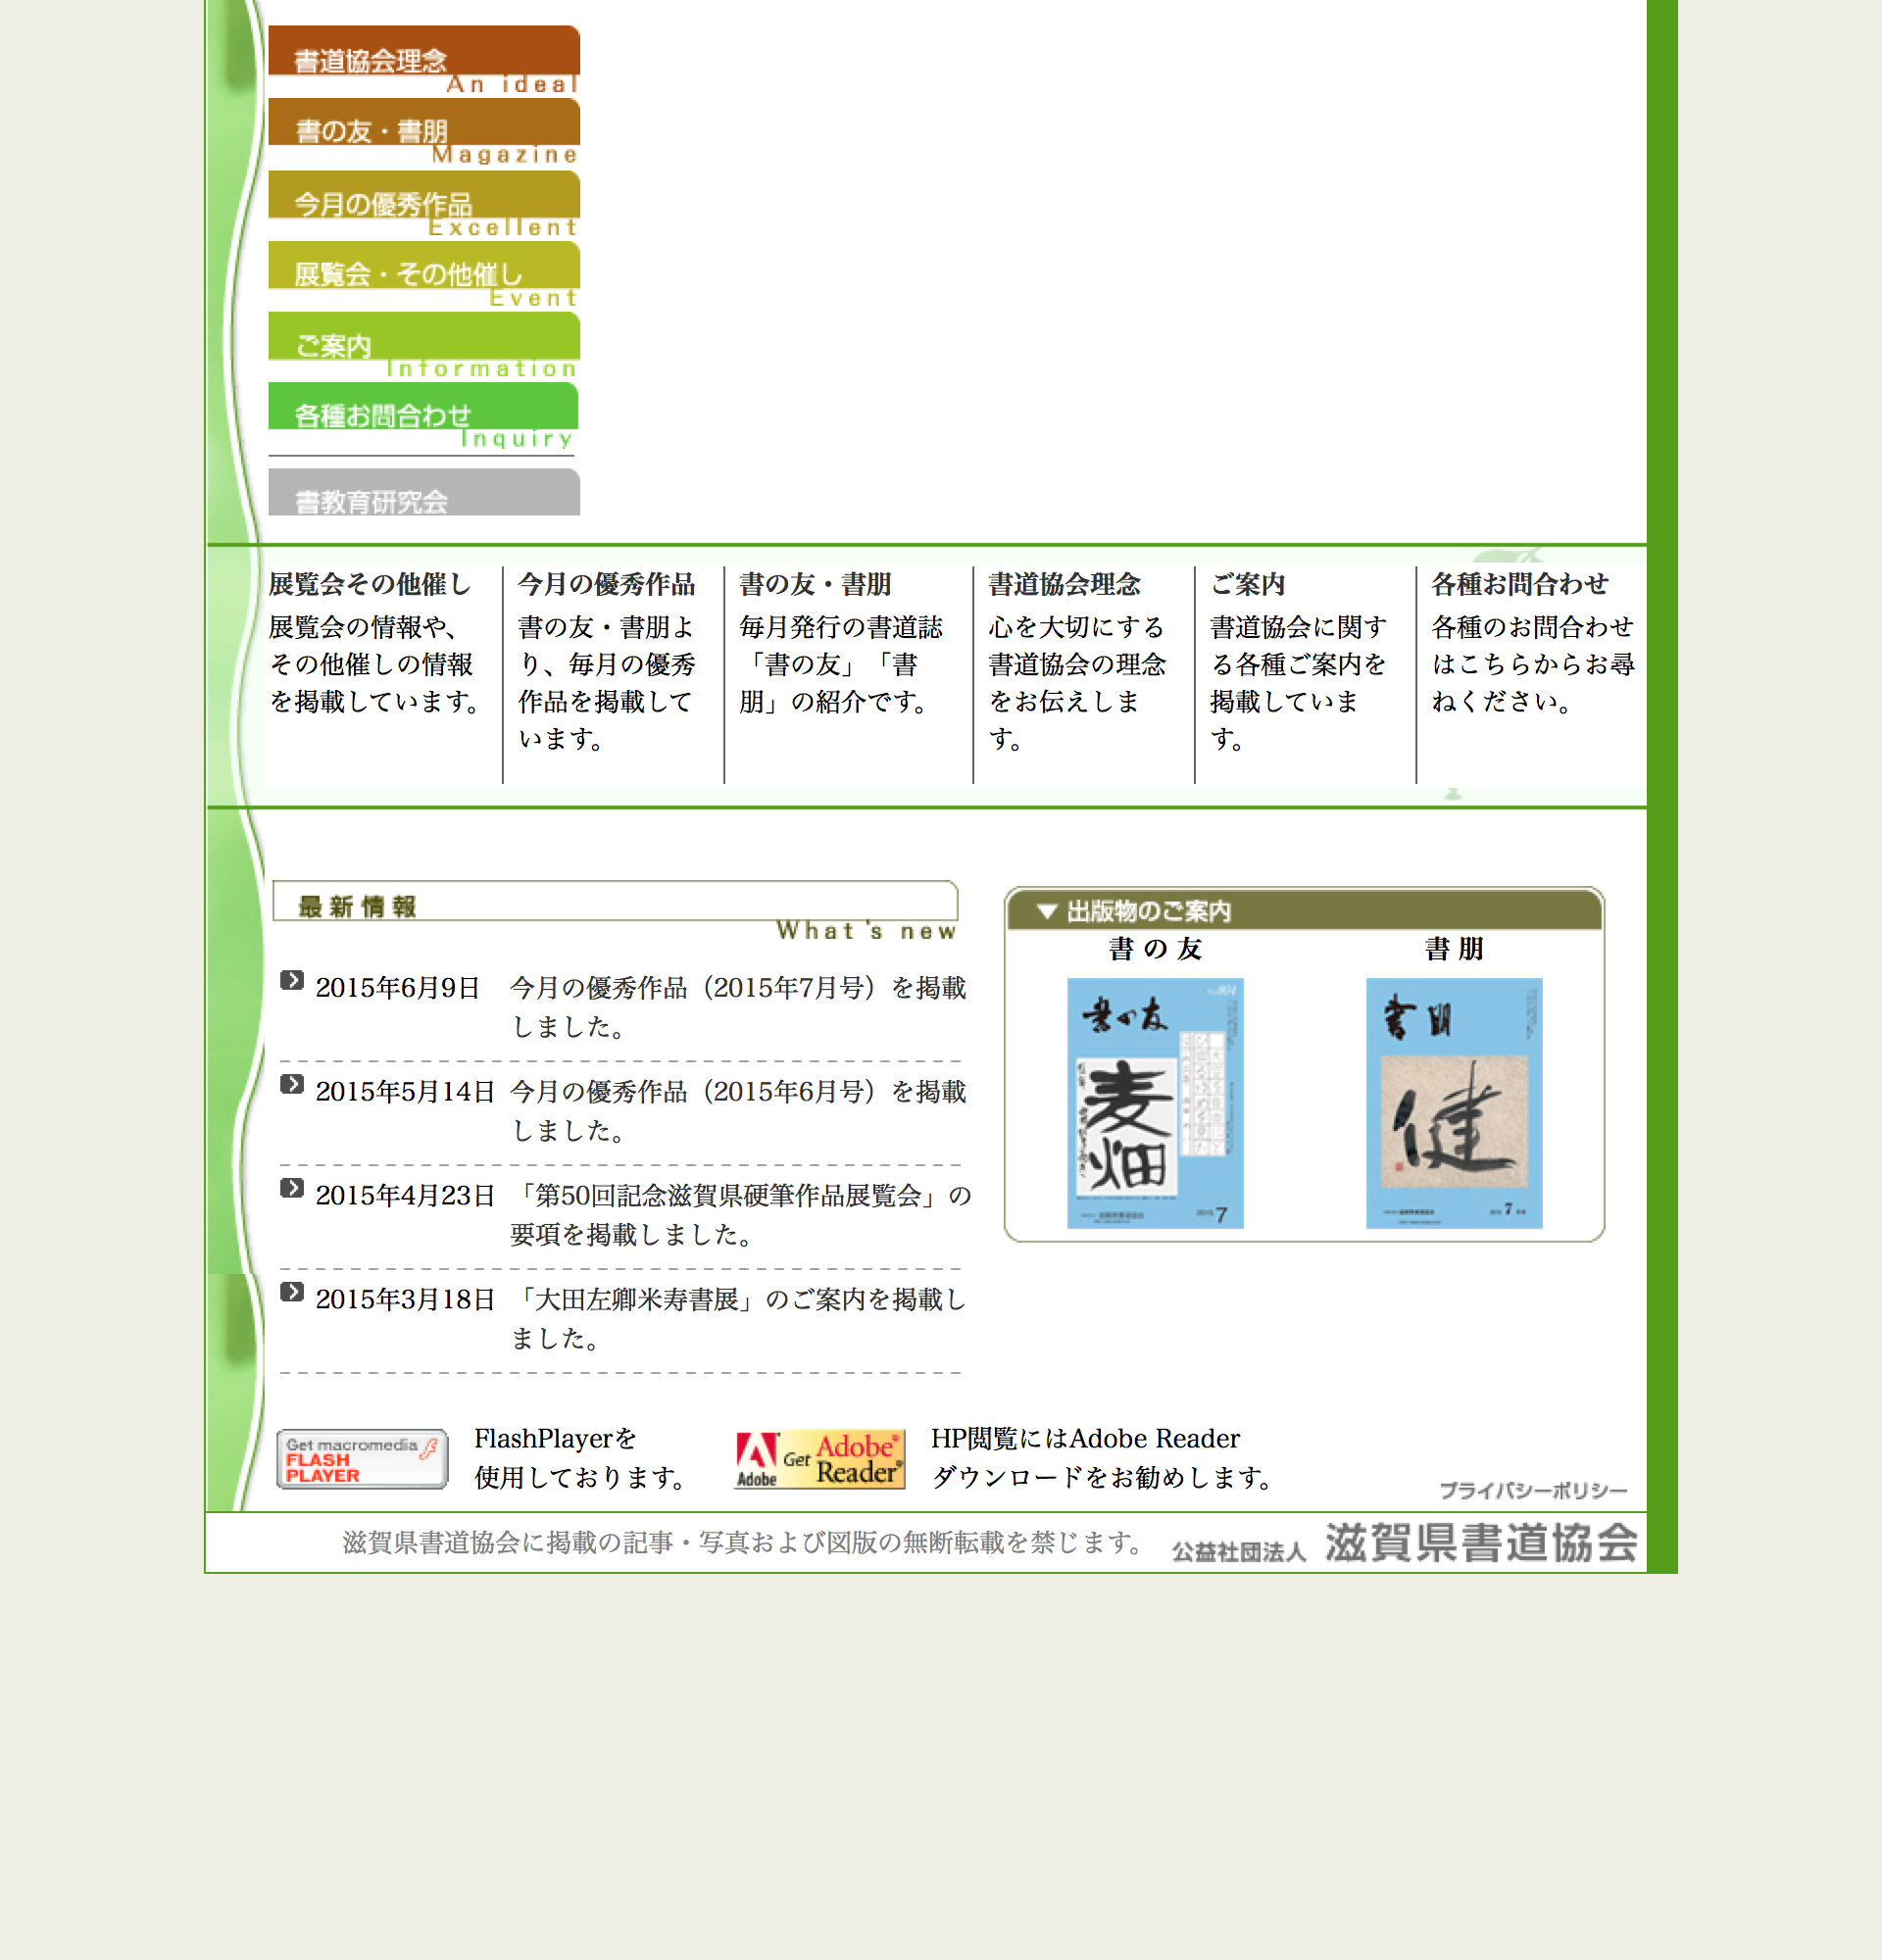 書道協会理念
An ideal
書の友・書朋
Magazine
今月の優秀作品
Excellent
展覧会・その他催し
Event
ご案内
Information
各種お問合わせ
Inquiry
書教育研究会
展覧会その他催し
展覧会の情報や、
その他催しの情報
を掲載しています。
今月の優秀作品
書の友・書朋よ
り、毎月の優秀
作品を掲載して
います。
書の友・書朋
毎月発行の書道誌
「書の友」「書
朋」の紹介です。
書道協会理念
心を大切にする
書道協会の理念
をお伝えしま
す。
ご案内
書道協会に関す
る各種ご案内を
掲載していま
す。
各種お問合わせ
各種のお問合わせ
はこちらからお尋
ねください。
最新情報
What's new
2015年6月9日 今月の優秀作品（2015年7月号）を掲載
しました。
2015年5月14日 今月の優秀作品（2015年6月号）を掲載
しました。
2015年4月23日 「第50回記念滋賀県硬筆作品展覧会」の
要項を掲載しました。
2015年3月18日 「大田左卿米寿書展」のご案内を掲載し
ました。
▼ 出版物のご案内
書の友
書の友
麦畑
2015 7
書朋
書朋
健
7
Get macromedia
FLASH
PLAYER
FlashPlayerを
使用しております。
Adobe
Get Adobe®
Reader®
HP閲覧にはAdobe Reader
ダウンロードをお勧めします。
プライバシーポリシー
滋賀県書道協会に掲載の記事・写真および図版の無断転載を禁じます。
公益社団法人 滋賀県書道協会